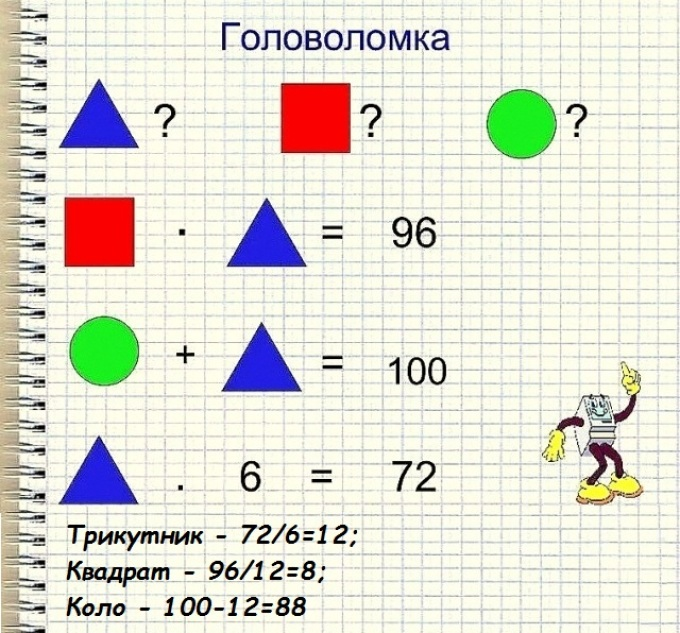 Головоломка
? ? ?
· = 96
+ = 100
. 6 = 72
Трикутник - 72/6=12;
Квадрат - 96/12=8;
Коло - 100-12=88